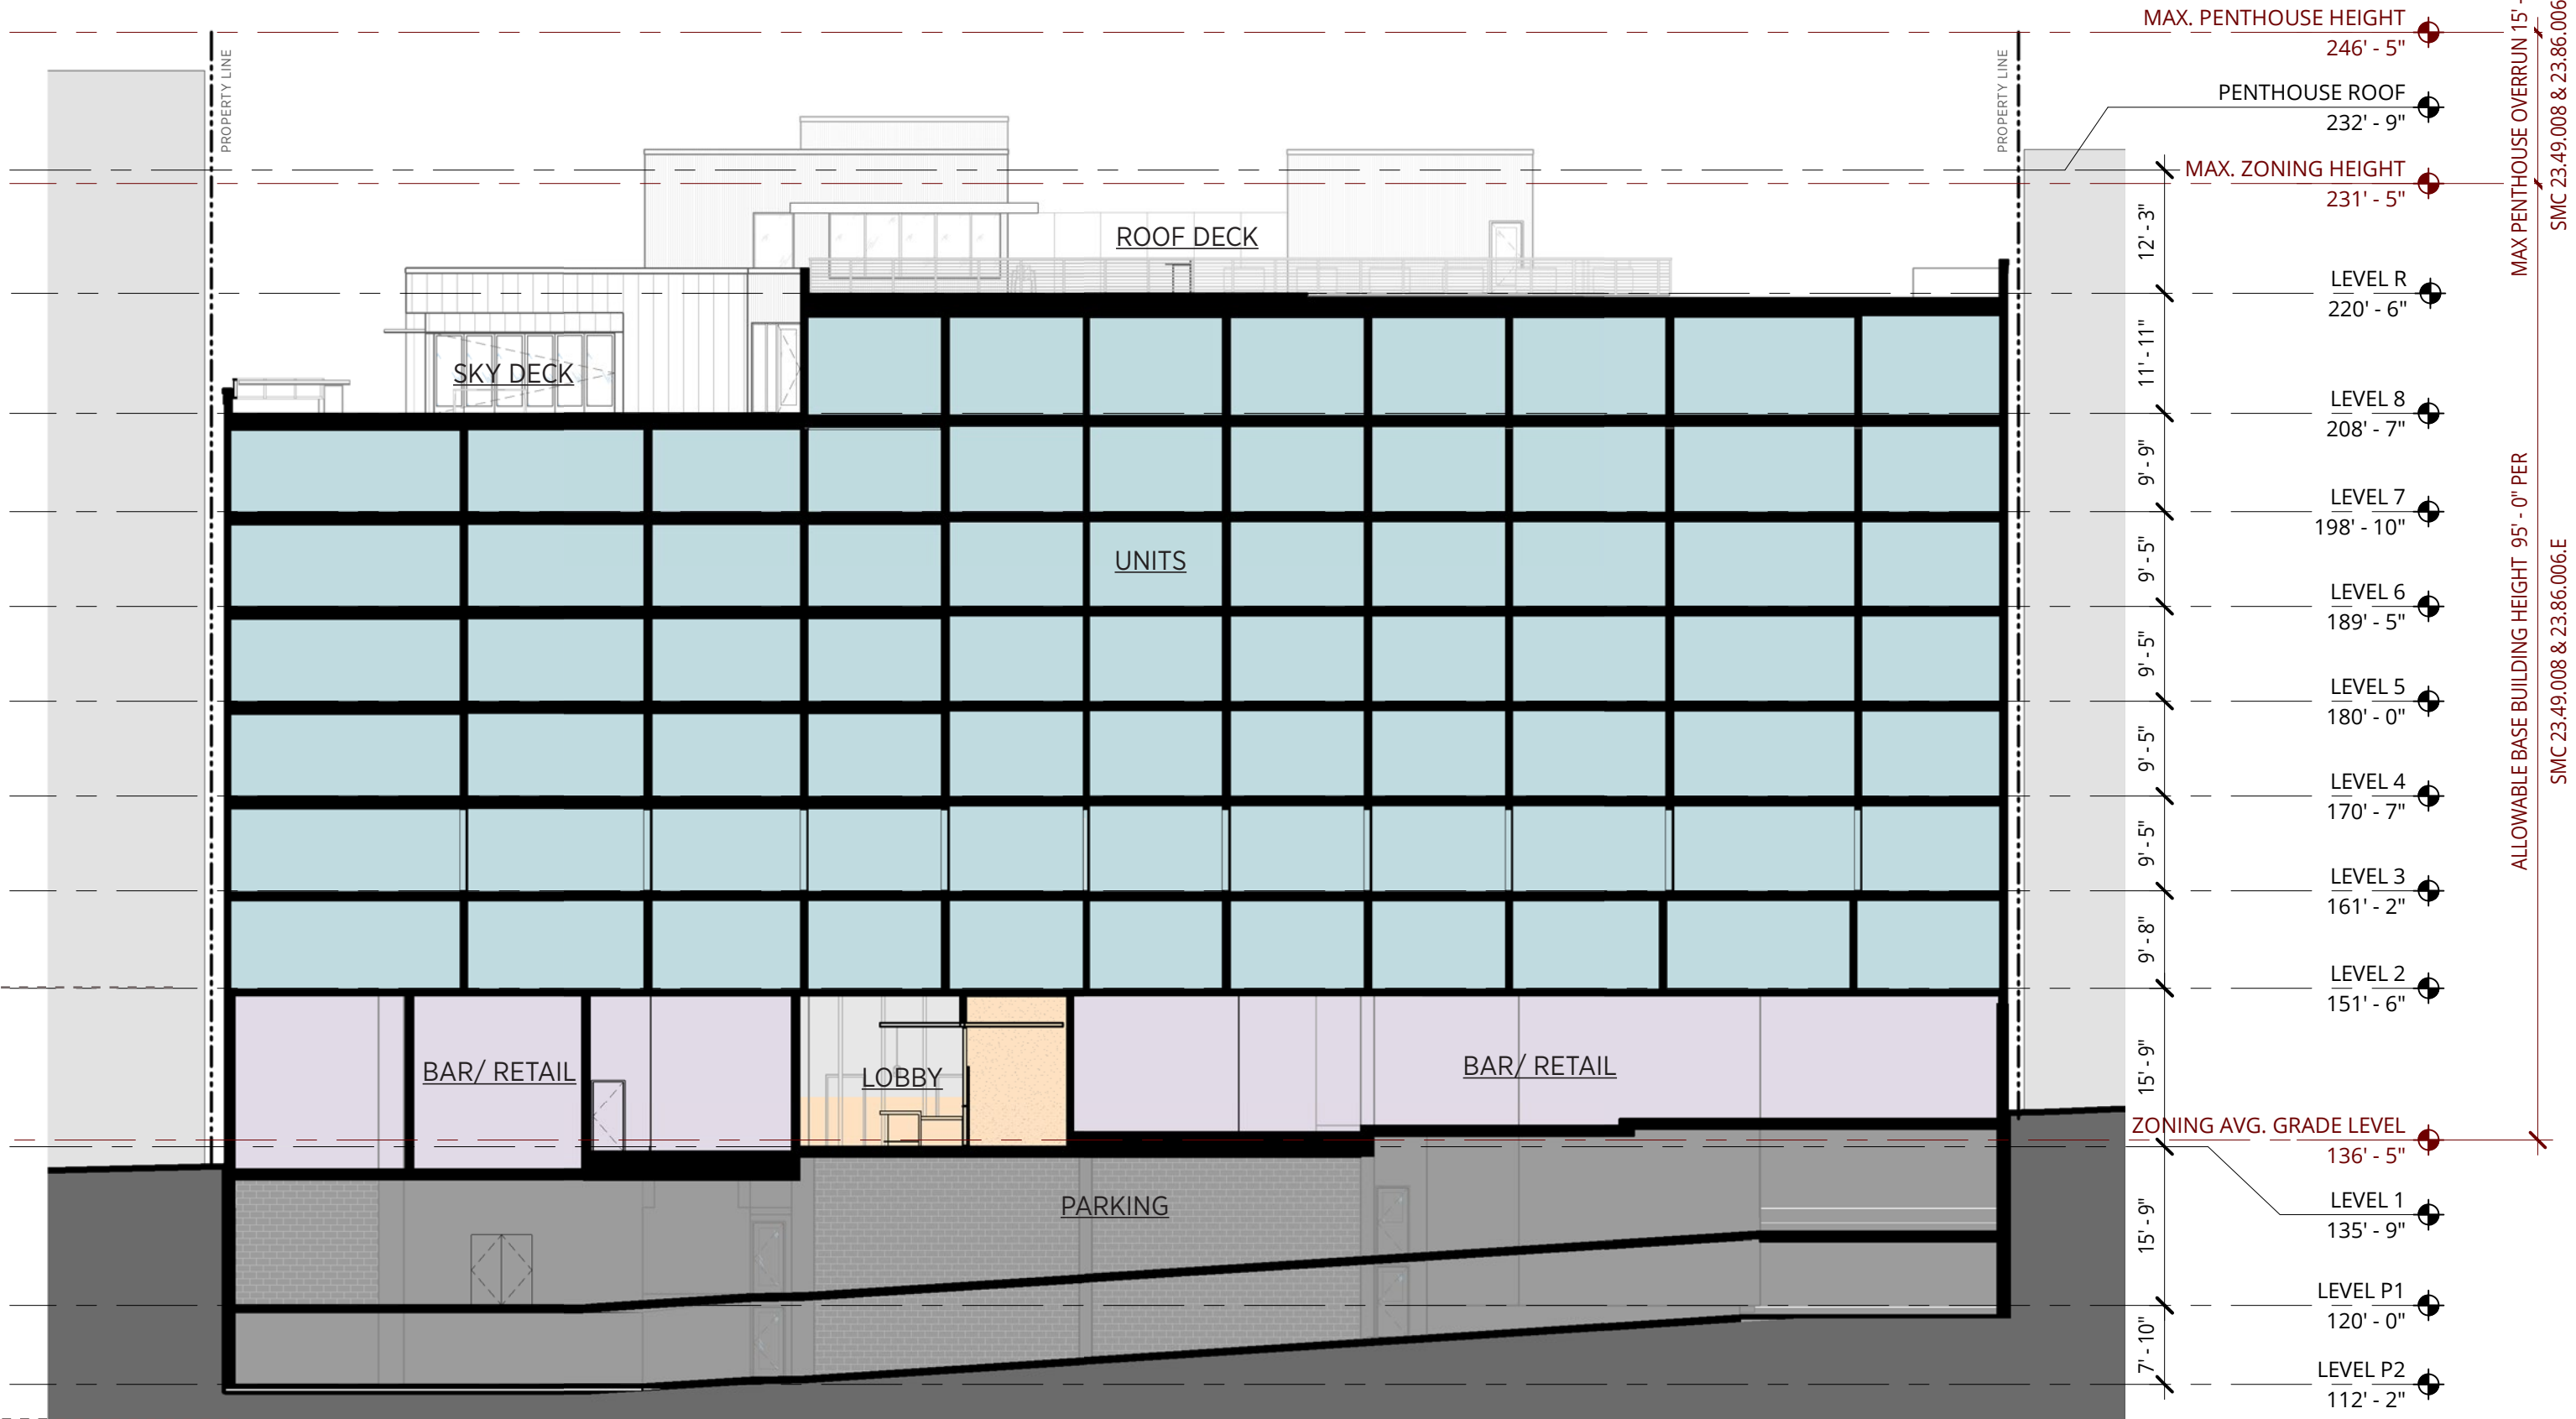 MAX. PENTHOUSE HEIGHT
246' - 5"
PROPERTY LINE
PROPERTY LINE
PENTHOUSE ROOF
232' - 9"
MAX. ZONING HEIGHT
231' - 5"
MAX PENTHOUSE OVERRUN 15' -
SMC 23.49.008 & 23.86.006
12' - 3"
ROOF DECK
LEVEL R
220' - 6"
11' - 11"
SKY DECK
LEVEL 8
208' - 7"
9' - 9"
LEVEL 7
198' - 10"
UNITS
9' - 5"
LEVEL 6
189' - 5"
9' - 5"
LEVEL 5
180' - 0"
9' - 5"
ALLOWABLE BASE BUILDING HEIGHT 95' - 0" PER
SMC 23.49.008 & 23.86.006.E
LEVEL 4
170' - 7"
9' - 5"
LEVEL 3
161' - 2"
9' - 8"
LEVEL 2
151' - 6"
BAR/ RETAIL
LOBBY
BAR/ RETAIL
15' - 9"
ZONING AVG. GRADE LEVEL
136' - 5"
PARKING
LEVEL 1
135' - 9"
15' - 9"
LEVEL P1
120' - 0"
7' - 10"
LEVEL P2
112' - 2"